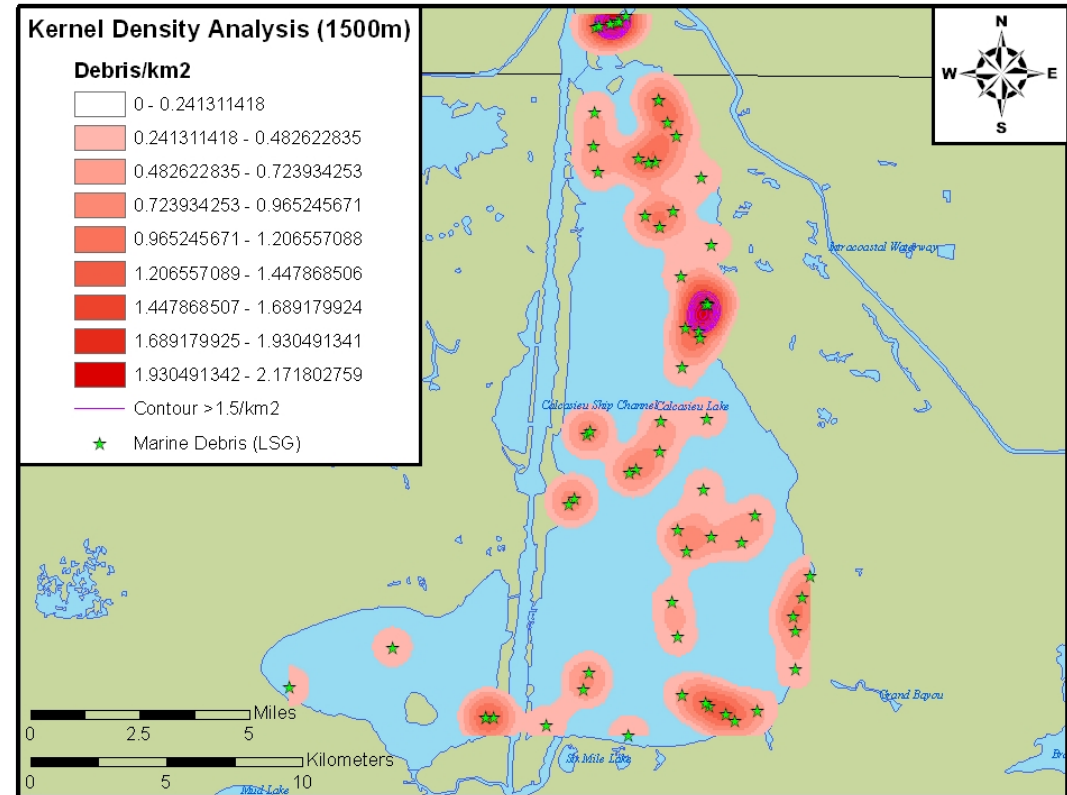 Kernel Density Analysis (1500m)
Debris/km2
0 - 0.241311418
0.241311418 - 0.482622835
0.482622835 - 0.723934253
0.723934253 - 0.965245671
0.965245671 - 1.206557088
1.206557089 - 1.447868506
1.447868507 - 1.689179924
1.689179925 - 1.930491341
1.930491342 - 2.171802759
Contour >1.5/km2
Marine Debris (LSG)
N
W E
S
Intracoastal Waterway
Calcasieu Ship Channel Calcasieu Lake
Grand Bayou
Six Mile Lake
Mud Lake
Miles
0 2.5 5
Kilometers
0 5 10